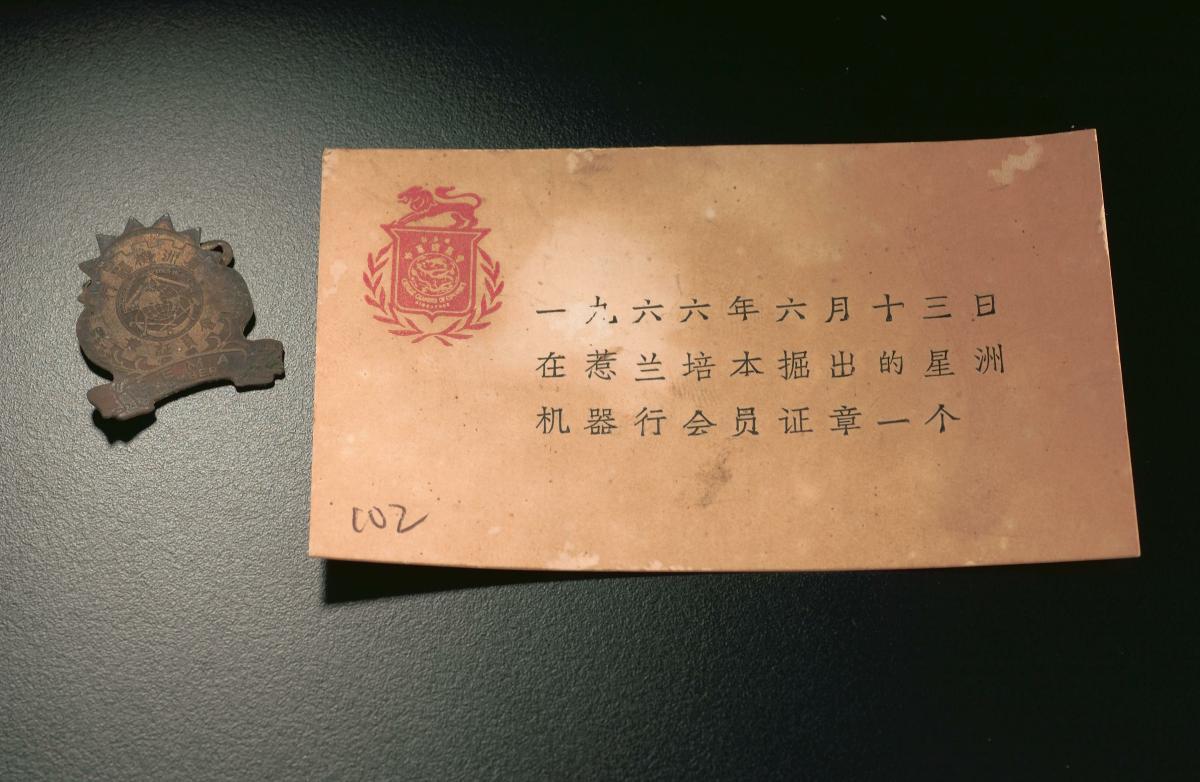 一九六六年六月十三日
在惹兰培本掘出的星洲
机器行会员证章一个
102